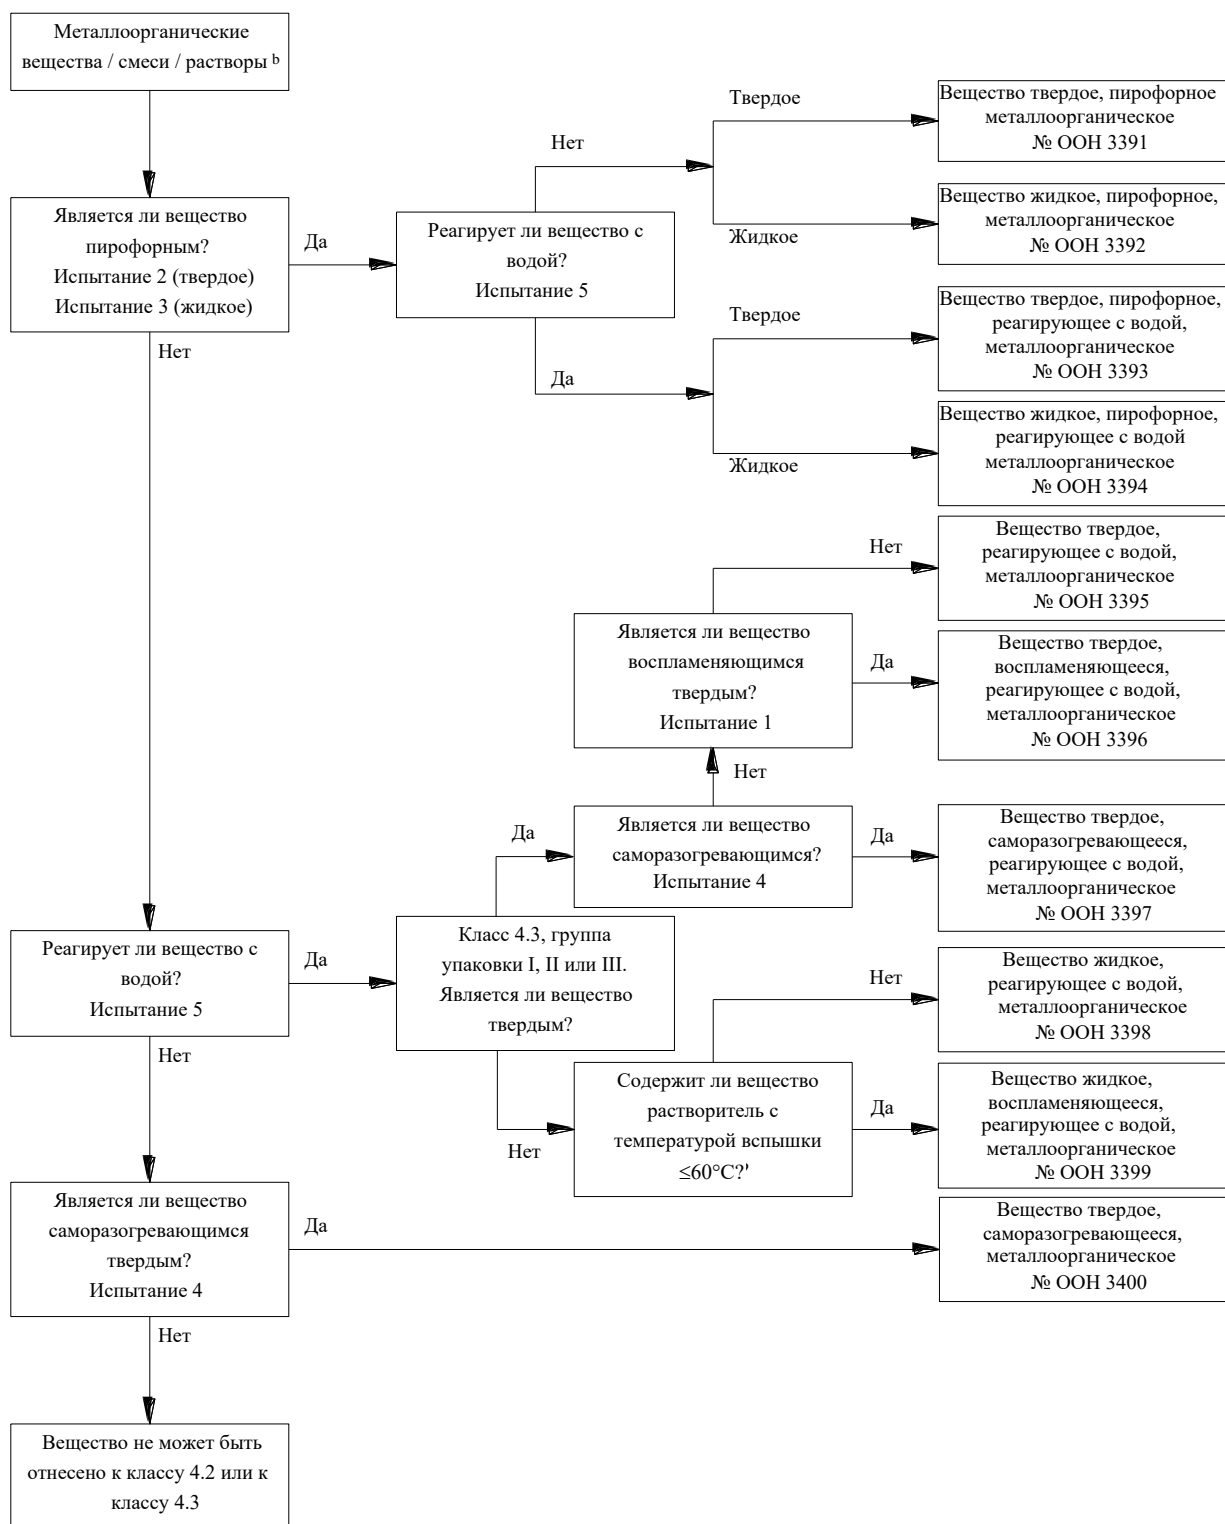 Металлоорганические
вещества / смеси / растворы b
Твердое
Вещество твердое, пирофорное
металлоорганическое
№ ООН 3391
Нет
Является ли вещество
пирофорным?
Испытание 2 (твердое)
Испытание 3 (жидкое)
Да
Реагирует ли вещество с
водой?
Испытание 5
Жидкое
Вещество жидкое, пирофорное,
металлоорганическое
№ ООН 3392
Твердое
Вещество твердое, пирофорное,
реагирующее с водой,
металлоорганическое
№ ООН 3393
Нет
Да
Жидкое
Вещество жидкое, пирофорное,
реагирующее с водой
металлоорганическое
№ ООН 3394
Нет
Вещество твердое,
реагирующее с водой,
металлоорганическое
№ ООН 3395
Является ли вещество
воспламеняющимся
твердым?
Испытание 1
Да
Вещество твердое,
воспламеняющееся,
реагирующее с водой,
металлоорганическое
№ ООН 3396
Нет
Да
Является ли вещество
саморазогревающимся?
Испытание 4
Да
Вещество твердое,
саморазогревающееся,
реагирующее с водой,
металлоорганическое
№ ООН 3397
Реагирует ли вещество с
водой?
Испытание 5
Да
Класс 4.3, группа
упаковки I, II или III.
Является ли вещество
твердым?
Нет
Вещество жидкое,
реагирующее с водой,
металлоорганическое
№ ООН 3398
Нет
Нет
Содержит ли вещество
растворитель с
температурой вспышки
≤60°C?'
Да
Вещество жидкое,
воспламеняющееся,
реагирующее с водой,
металлоорганическое
№ ООН 3399
Является ли вещество
саморазогревающимся
твердым?
Испытание 4
Да
Вещество твердое,
саморазогревающееся,
металлоорганическое
№ ООН 3400
Нет
Вещество не может быть
отнесено к классу 4.2 или к
классу 4.3